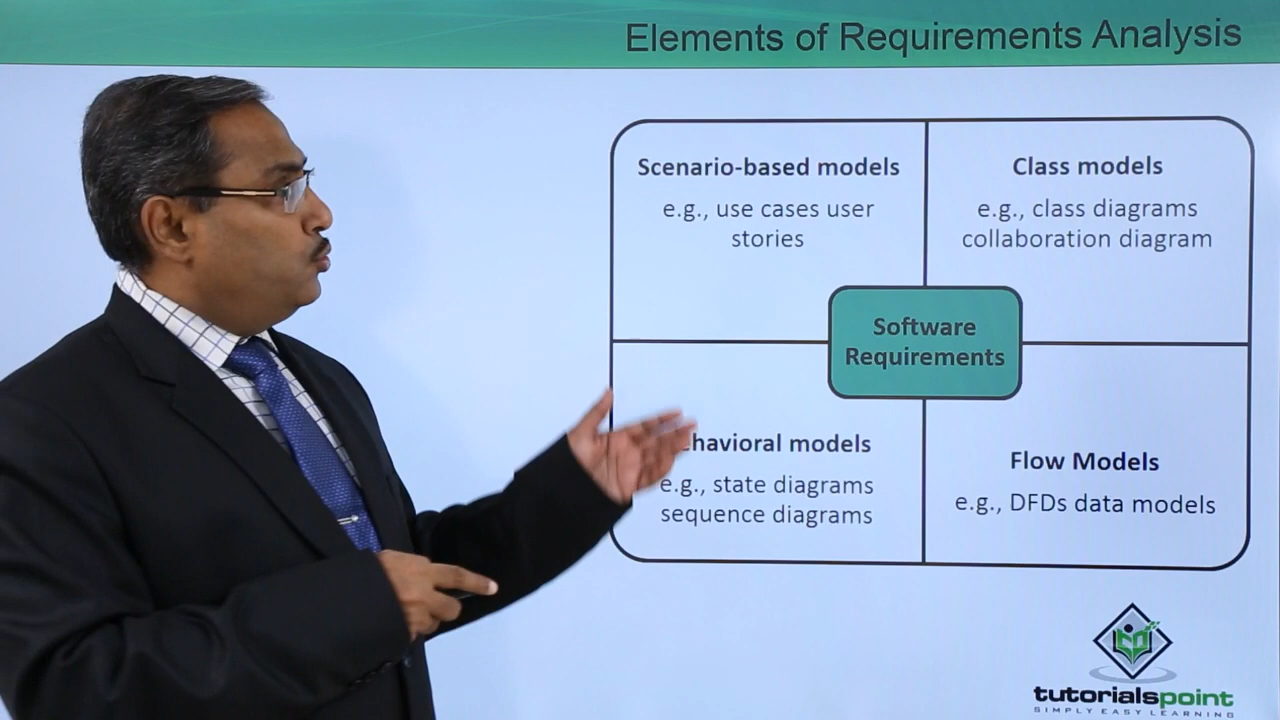 Elements of Requirements Analysis
Scenario-based models
e.g., use cases user
stories
Class models
e.g., class diagrams
collaboration diagram
Software
Requirements
havioral models
e.g., state diagrams
sequence diagrams
Flow Models
e.g., DFDs data models
tutorialspoint
SIMPLY EASY LEARNING